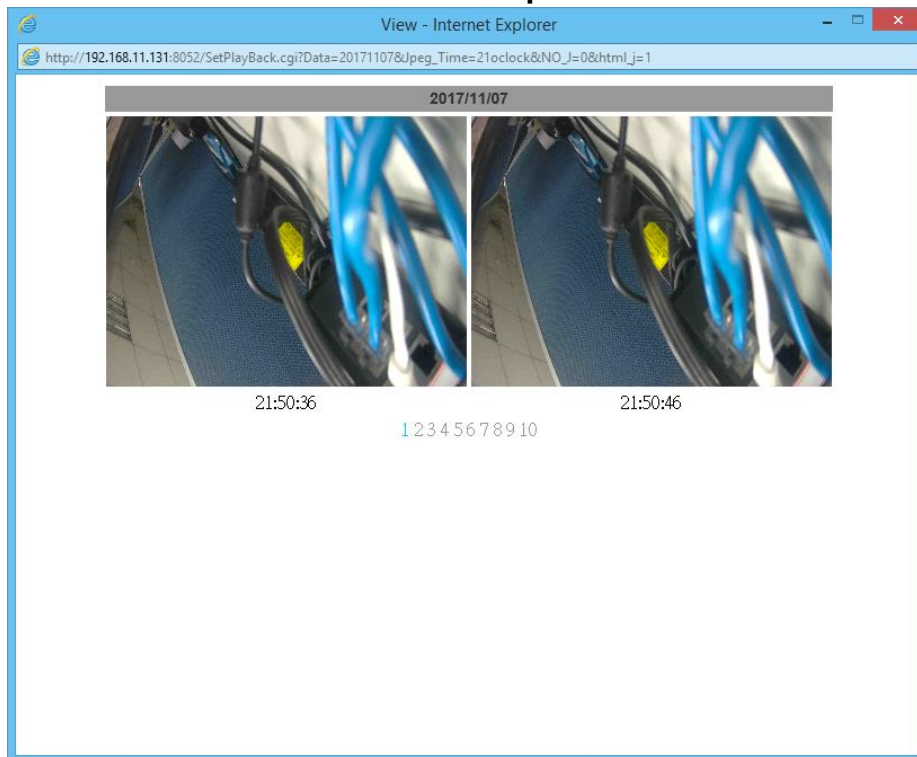 View - Internet Explorer
http://192.168.11.131:8052/SetPlayBack.cgi?Data=20171107&Jpeg_Time=21oclock&NO_J=0&html_j=1
2017/11/07
21:50:36 21:50:46
1 2 3 4 5 6 7 8 9 10